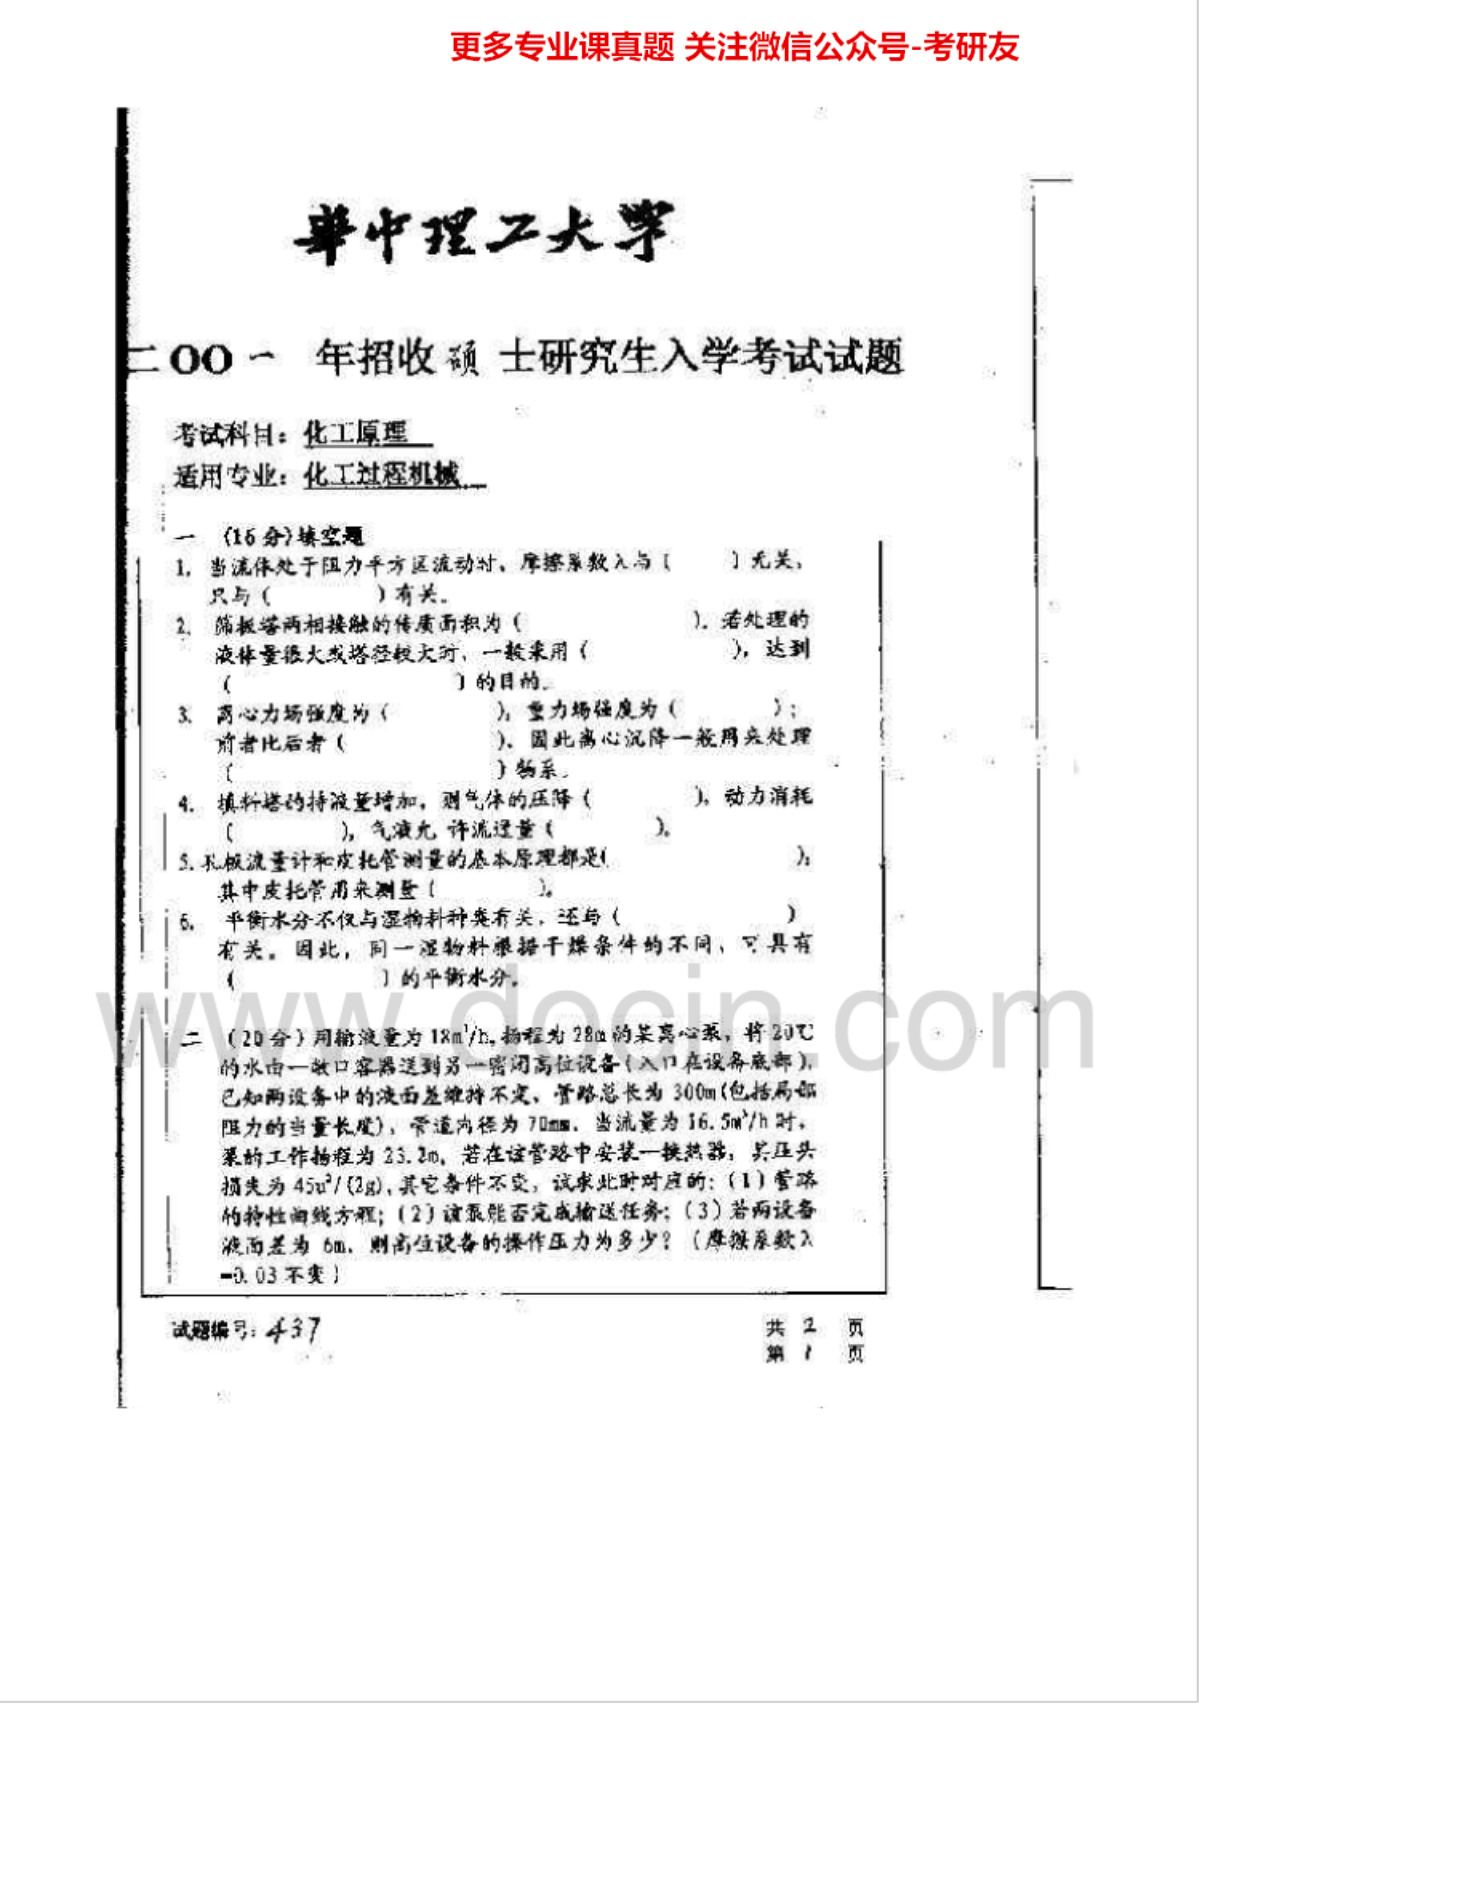 更多专业课真题 关注微信公众号-考研友
华中理工大学
二〇〇一 年招收 硕 士研究生入学考试试题
考试科目：化工原理
适用专业：化工过程机械
一 （16分）填空题
1. 当流体处于阻力平方区流动时，摩擦系数λ与（ ）无关，
只与（ ）有关。
2. 筛板塔两相接触的传质面积为（ ）。若处理的
液体量很大或塔径较大时，一般采用（ ），达到
（ ）的目的。
3. 离心力场强度为（ ），重力场强度为（ ）；
前者比后者（ ）。因此离心沉降一般用来处理
（ ）物系。
4. 填料塔的持液量增加，则气体的压降（ ），动力消耗
（ ），气液允许流过量（ ）。
5. 孔板流量计和皮托管测量的基本原理都是（ ）；
其中皮托管用来测量（ ）。
6. 平衡水分不仅与湿物料种类有关，还与（ ）
有关。因此，同一湿物料根据干燥条件的不同，可具有
（ ）的平衡水分。
二 （20分）用输液量为18m³/h，扬程为28m的某离心泵，将20℃
的水由一敞口容器送到另一密闭高位设备（入口在设备底部），
已知两设备中的液面差维持不变，管路总长为300m（包括局部
阻力的当量长度），管道内径为70mm，当流量为16.5m³/h时，
泵的工作扬程为23.2m，若在该管路中安装一换热器，其压头
损失为45u²/(2g)，其它条件不变，试求此时对应的：(1)管路
的特性曲线方程；(2)该泵能否完成输送任务；(3)若两设备
液面差为6m，则高位设备的操作压力为多少？（摩擦系数λ
=0.03不变）
试题编号：437
共 2 页
第 1 页
www.docin.com